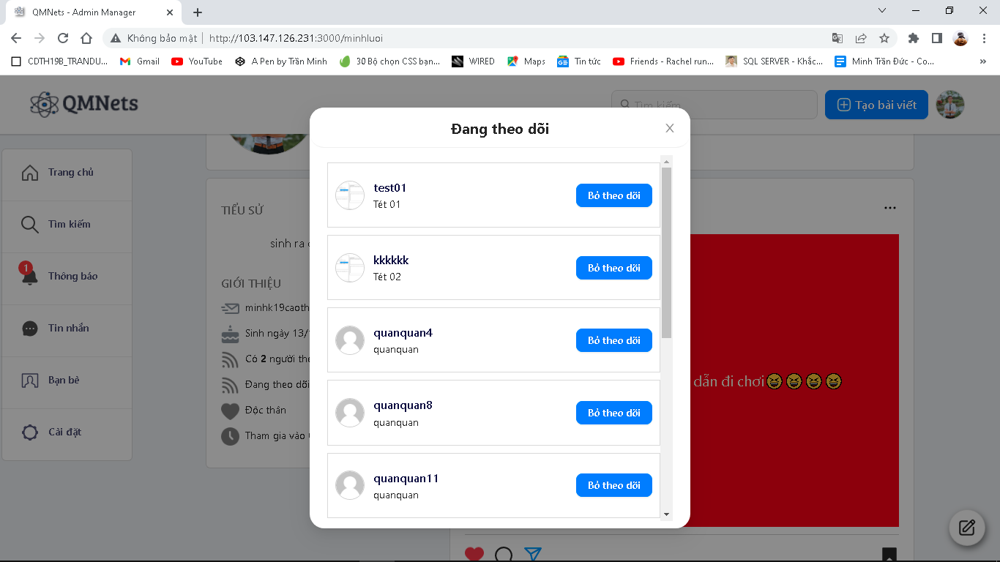 QMNets - Admin Manager
Không bảo mật
http://103.147.126.231:3000/minhluoi
CDTH19B_TRANDU...
Gmail
YouTube
A Pen by Trần Minh
30 Bộ chọn CSS bạn...
WIRED
Maps
Tin tức
Friends - Rachel run...
SQL SERVER - Khắc...
Minh Trần Đức - Co...
»
QMNets
Tìm kiếm
Tạo bài viết
Trang chủ
Tìm kiếm
1
Thông báo
Tin nhắn
Bạn bè
Cài đặt
TIỂU SỬ
sinh ra
GIỚI THIỆU
minhk19caoth
Sinh ngày 13/
Có 2 người the
Đang theo dõi
Độc thân
Tham gia vào
Đang theo dõi
test01
Tét 01
Bỏ theo dõi
kkkkkk
Tét 02
Bỏ theo dõi
quanquan4
quanquan
Bỏ theo dõi
quanquan8
quanquan
Bỏ theo dõi
quanquan11
quanquan
Bỏ theo dõi
dẫn đi chơi😆😆😆😆